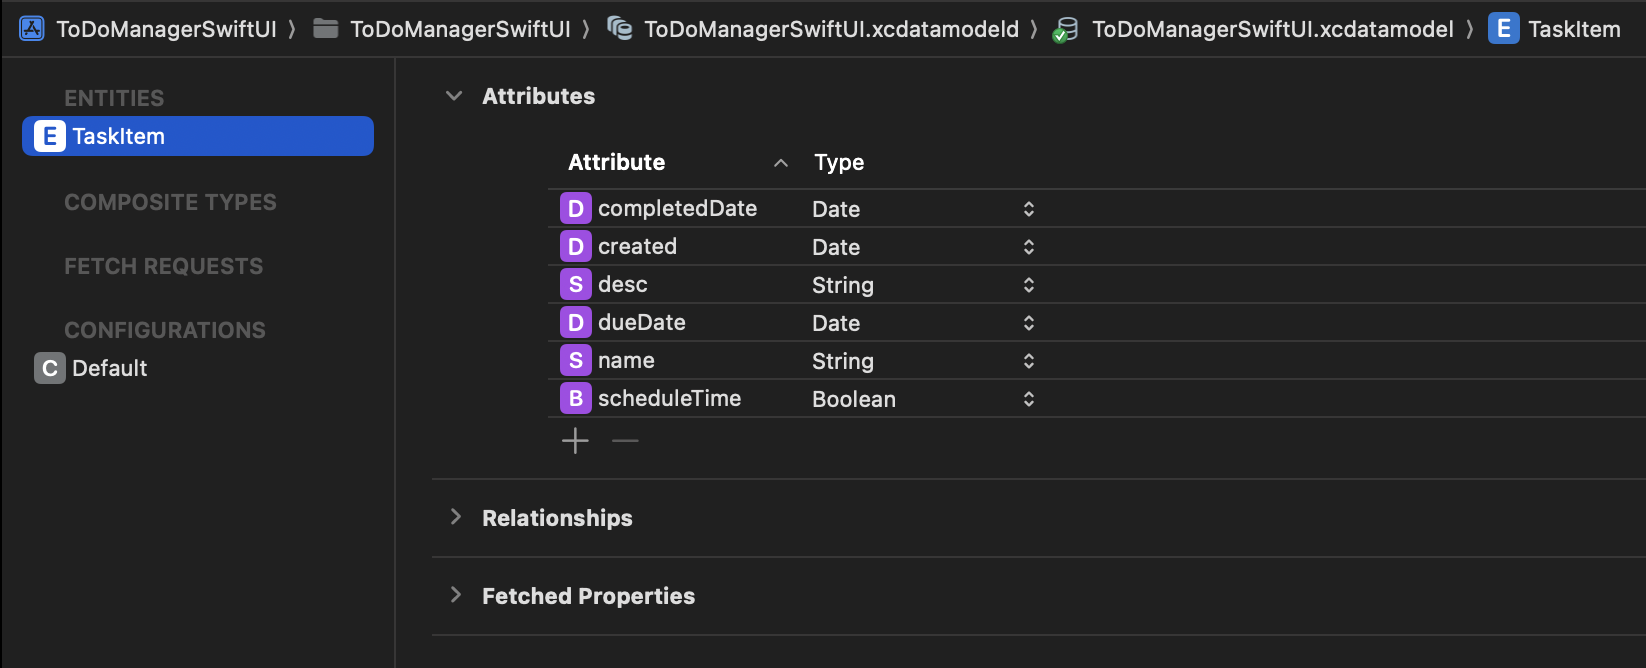 ToDoManagerSwiftUI 〉 ToDoManagerSwiftUI 〉 ToDoManagerSwiftUI.xcdatamodeld 〉 ToDoManagerSwiftUI.xcdatamodel 〉 E TaskItem
ENTITIES
E TaskItem
COMPOSITE TYPES
FETCH REQUESTS
CONFIGURATIONS
C Default
Attributes
Attribute Type
D completedDate Date
D created Date
S desc String
D dueDate Date
S name String
B scheduleTime Boolean
Relationships
Fetched Properties